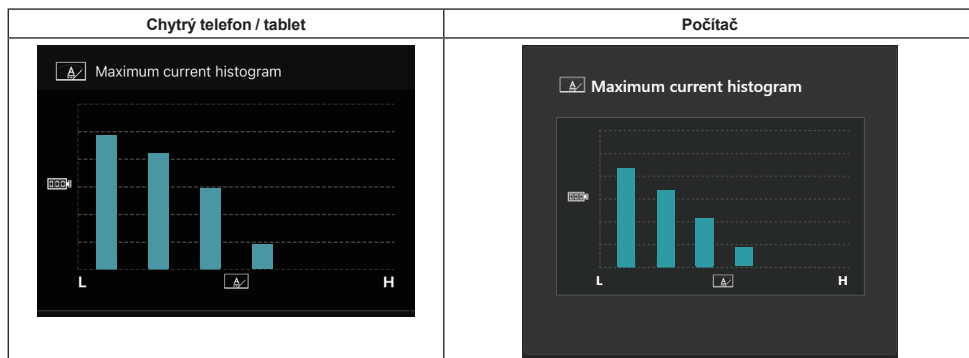 Chytrý telefon / tablet
Počítač
Maximum current histogram
L
H
Maximum current histogram
L
H